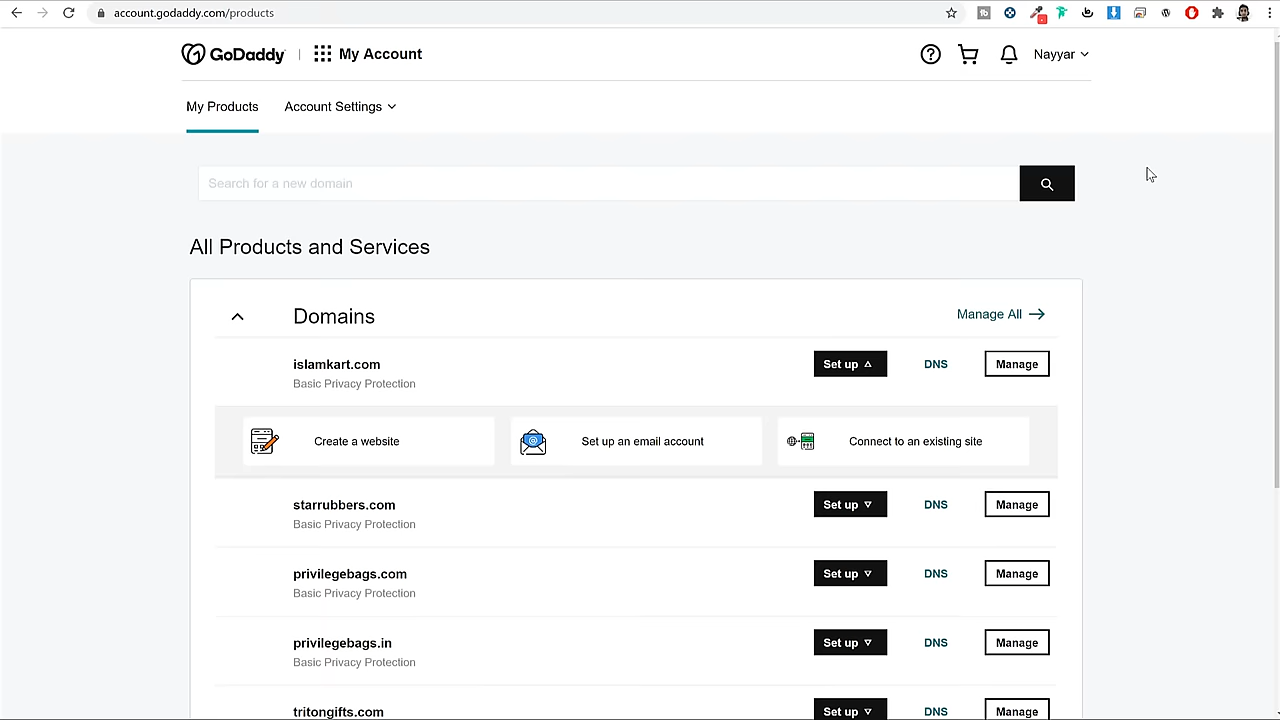 account.godaddy.com/products
GoDaddy | My Account
Nayyar
My Products Account Settings
Search for a new domain
All Products and Services
Domains Manage All
islamkart.com Set up DNS Manage
Basic Privacy Protection
Create a website Set up an email account Connect to an existing site
starrubbers.com Set up DNS Manage
Basic Privacy Protection
privilegebags.com Set up DNS Manage
Basic Privacy Protection
privilegebags.in Set up DNS Manage
Basic Privacy Protection
tritongifts.com Set up DNS Manage